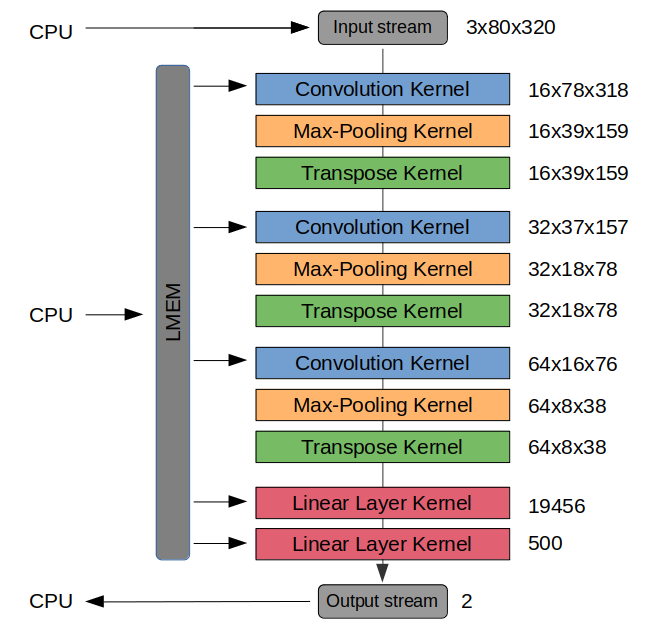 CPU
Input stream
3x80x320
Convolution Kernel
16x78x318
Max-Pooling Kernel
16x39x159
Transpose Kernel
16x39x159
Convolution Kernel
32x37x157
Max-Pooling Kernel
32x18x78
CPU
LMEM
Transpose Kernel
32x18x78
Convolution Kernel
64x16x76
Max-Pooling Kernel
64x8x38
Transpose Kernel
64x8x38
Linear Layer Kernel
19456
Linear Layer Kernel
500
CPU
Output stream
2